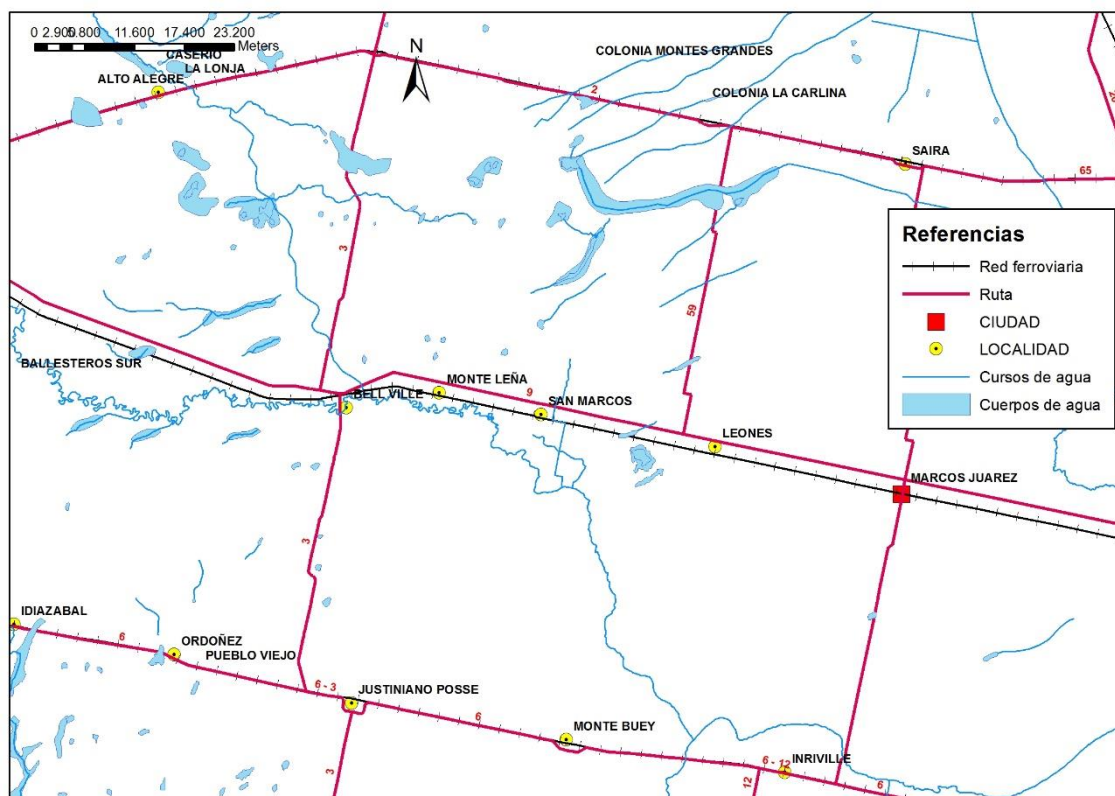 0 2.900 5.800 11.600 17.400 23.200
Meters
N
CASERIO
LA LONJA
ALTO ALEGRE
COLONIA MONTES GRANDES
2
COLONIA LA CARLINA
SAIRA
65
3
59
Referencias
Red ferroviaria
Ruta
CIUDAD
LOCALIDAD
Cursos de agua
Cuerpos de agua
BALLESTEROS SUR
BELL VILLE
MONTE LEÑA
9
SAN MARCOS
LEONES
MARCOS JUAREZ
3
IDIAZABAL
6
ORDOÑEZ
PUEBLO VIEJO
6 - 3
JUSTINIANO POSSE
6
MONTE BUEY
3
12
6 - 12
INRIVILLE
6